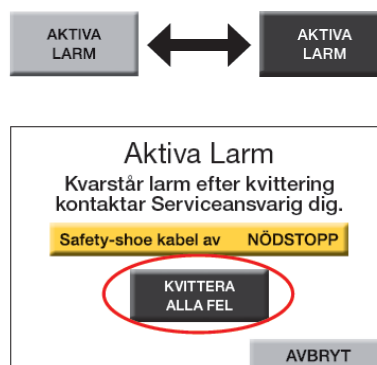 AKTIVA
LARM
AKTIVA
LARM
Aktiva Larm
Kvarstår larm efter kvittering
kontaktar Serviceansvarig dig.
Safety-shoe kabel av NÖDSTOPP
KVITTERA
ALLA FEL
AVBRYT